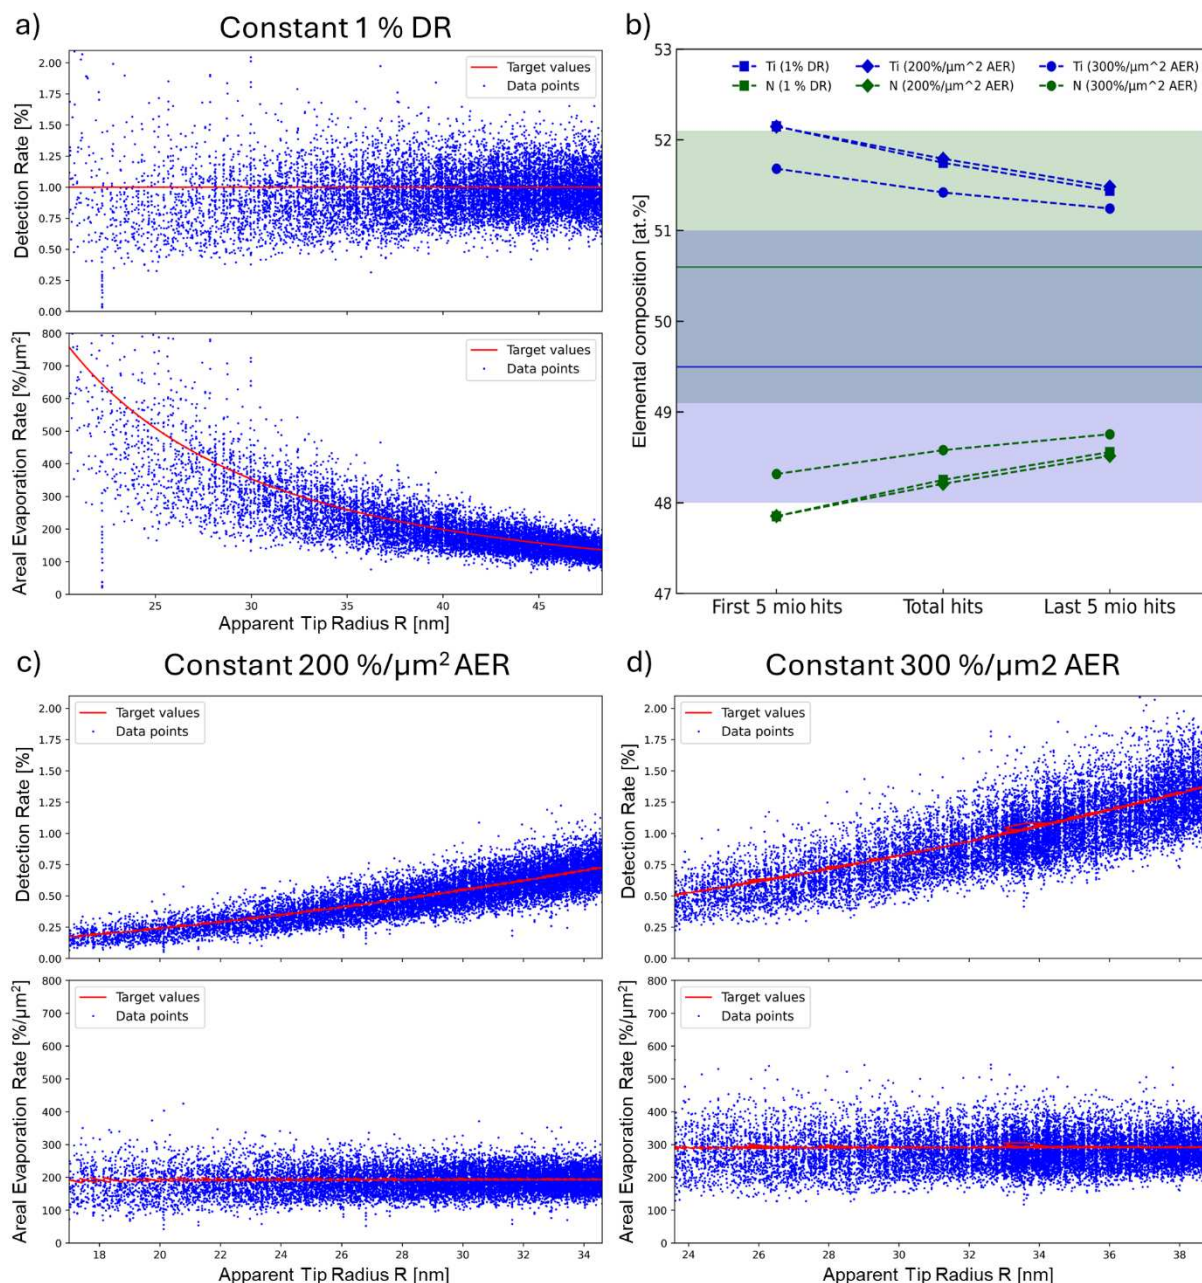 a)
Constant 1 % DR
Detection Rate [%]
2.00
1.75
1.50
1.25
1.00
0.75
0.50
0.25
0.00
Target values
Data points
Areal Evaporation Rate [%/µm²]
800
700
600
500
400
300
200
100
0
Target values
Data points
25 30 35 40 45
Apparent Tip Radius R [nm]
b)
Elemental composition [at.%]
53
52
51
50
49
48
47
Ti (1% DR) Ti (200%/µm^2 AER) Ti (300%/µm^2 AER)
N (1 % DR) N (200%/µm^2 AER) N (300%/µm^2 AER)
First 5 mio hits Total hits Last 5 mio hits
c)
Constant 200 %/µm² AER
Detection Rate [%]
2.00
1.75
1.50
1.25
1.00
0.75
0.50
0.25
0.00
Target values
Data points
Areal Evaporation Rate [%/µm²]
800
700
600
500
400
300
200
100
0
Target values
Data points
18 20 22 24 26 28 30 32 34
Apparent Tip Radius R [nm]
d)
Constant 300 %/µm2 AER
Detection Rate [%]
2.00
1.75
1.50
1.25
1.00
0.75
0.50
0.25
0.00
Target values
Data points
Areal Evaporation Rate [%/µm²]
800
700
600
500
400
300
200
100
0
Target values
Data points
24 26 28 30 32 34 36 38
Apparent Tip Radius R [nm]